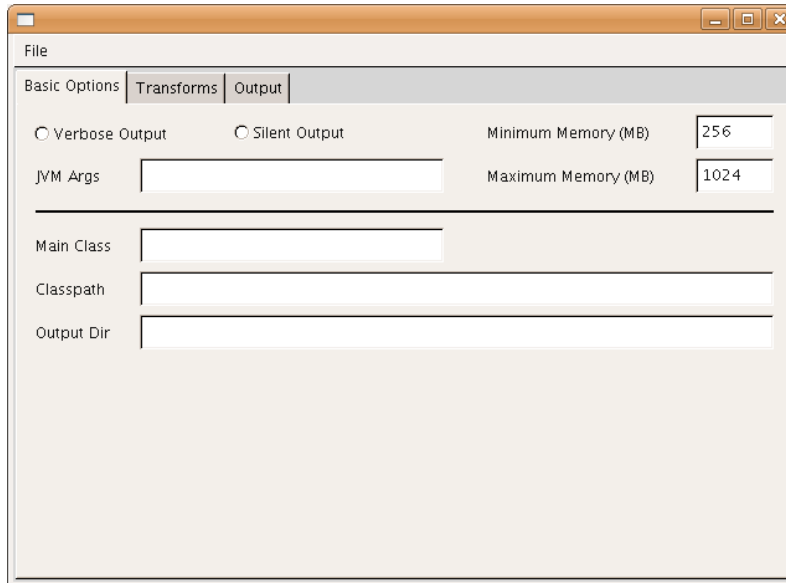 File
Basic Options Transforms Output
Verbose Output Silent Output Minimum Memory (MB) 256
JVM Args Maximum Memory (MB) 1024
Main Class
Classpath
Output Dir